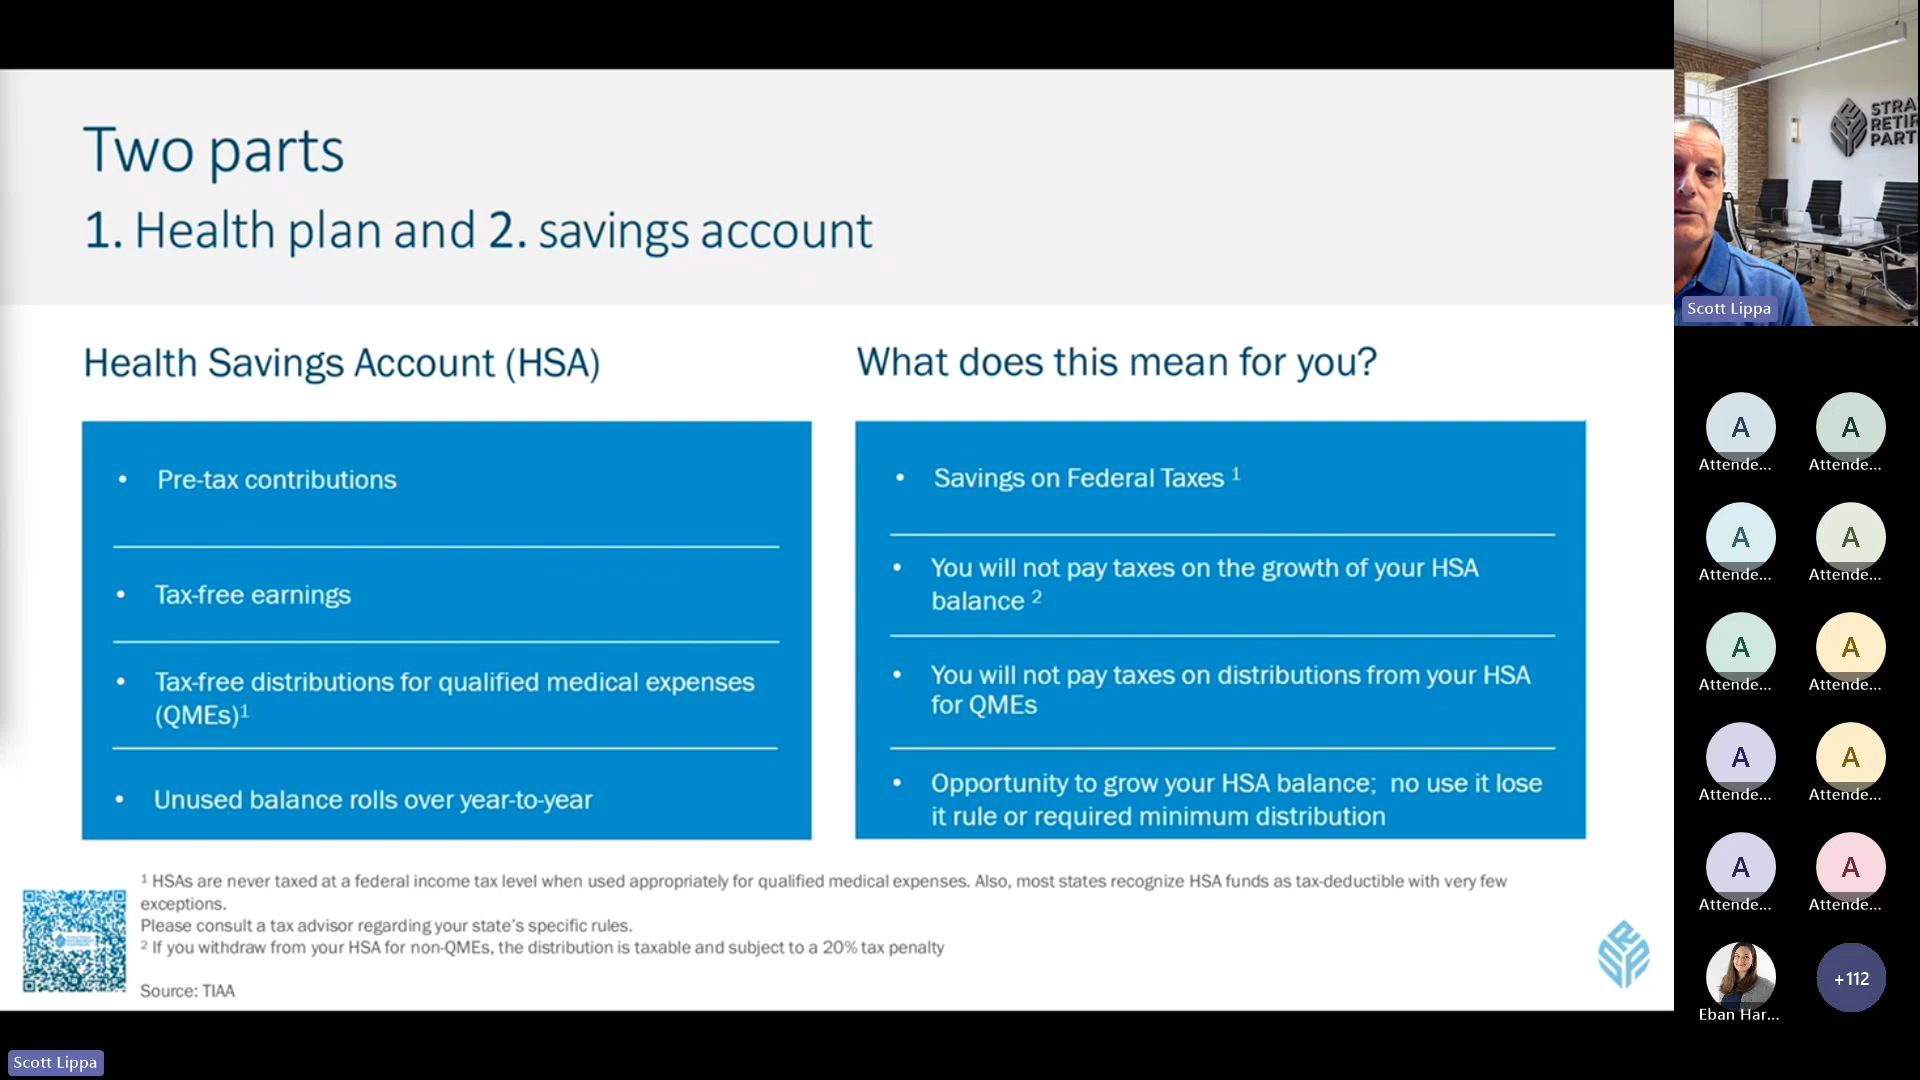 Two parts
1. Health plan and 2. savings account
Health Savings Account (HSA)
• Pre-tax contributions
• Tax-free earnings
• Tax-free distributions for qualified medical expenses
(QMEs)¹
• Unused balance rolls over year-to-year
What does this mean for you?
• Savings on Federal Taxes ¹
• You will not pay taxes on the growth of your HSA
balance ²
• You will not pay taxes on distributions from your HSA
for QMEs
• Opportunity to grow your HSA balance; no use it lose
it rule or required minimum distribution
¹ HSAs are never taxed at a federal income tax level when used appropriately for qualified medical expenses. Also, most states recognize HSA funds as tax-deductible with very few
exceptions.
Please consult a tax advisor regarding your state's specific rules.
² If you withdraw from your HSA for non-QMEs, the distribution is taxable and subject to a 20% tax penalty
Source: TIAA
Scott Lippa
STRA
RETIR
PART
Scott Lippa
A
Attende...
A
Attende...
A
Attende...
A
Attende...
A
Attende...
A
Attende...
A
Attende...
A
Attende...
A
Attende...
A
Attende...
Eban Har...
+112